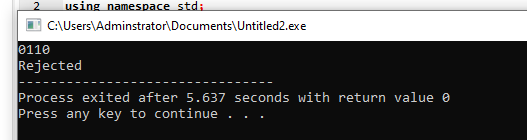 2 using namespace std;
C:\Users\Adminstrator\Documents\Untitled2.exe
0110
Rejected
--------------------------------
Process exited after 5.637 seconds with return value 0
Press any key to continue . . .